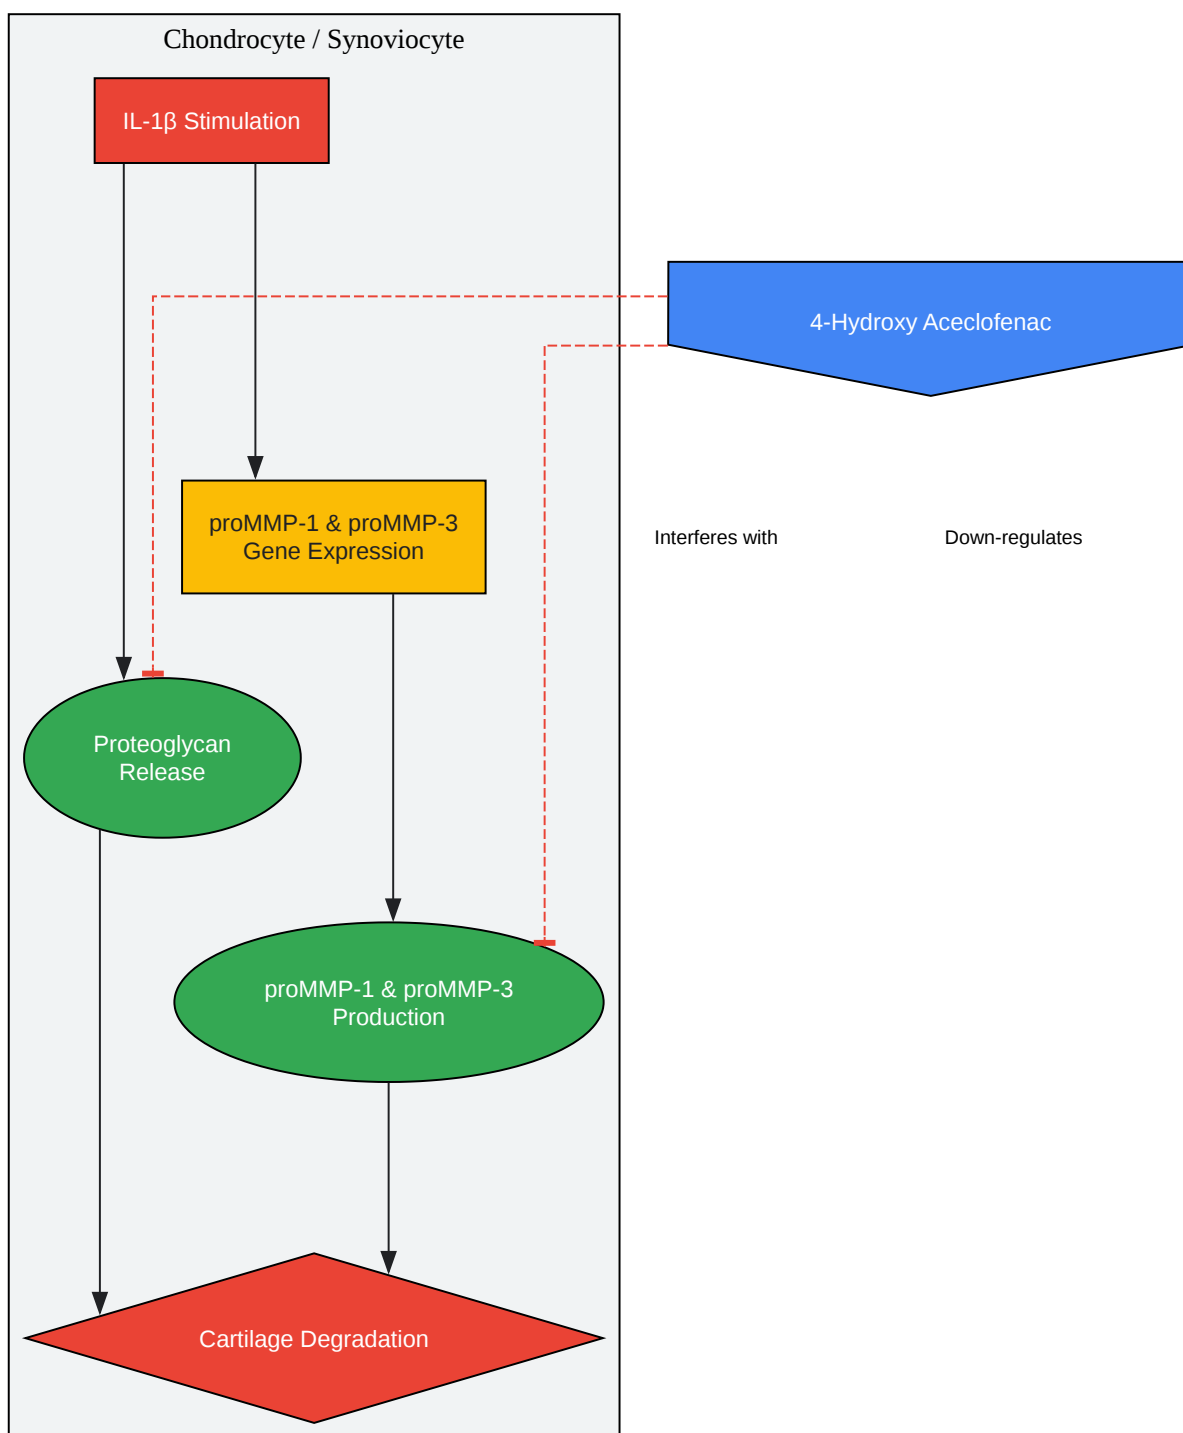 Chondrocyte / Synoviocyte
IL-1β Stimulation
4-Hydroxy Aceclofenac
proMMP-1 & proMMP-3
Gene Expression
Interferes with
Down-regulates
Proteoglycan
Release
proMMP-1 & proMMP-3
Production
Cartilage Degradation